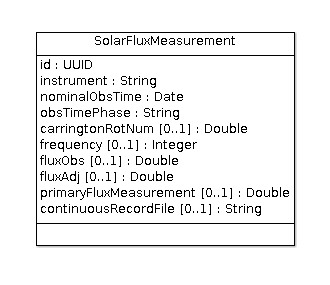 SolarFluxMeasurement
id : UUID
instrument : String
nominalObsTime : Date
obsTimePhase : String
carringtonRotNum [0..1] : Double
frequency [0..1] : Integer
fluxObs [0..1] : Double
fluxAdj [0..1] : Double
primaryFluxMeasurement [0..1] : Double
continuousRecordFile [0..1] : String